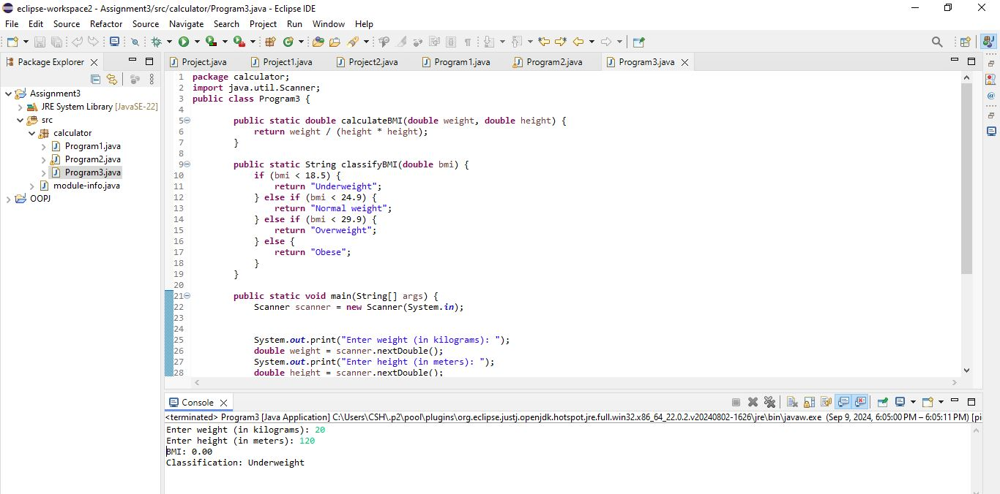 eclipse-workspace2 - Assignment3/src/calculator/Program3.java - Eclipse IDE
File Edit Source Refactor Source Navigate Search Project Run Window Help
Package Explorer
Project.java Project1.java Project2.java Program1.java Program2.java Program3.java
Assignment3
JRE System Library [JavaSE-22]
src
calculator
Program1.java
Program2.java
Program3.java
module-info.java
OOPJ
1 package calculator;
2 import java.util.Scanner;
3 public class Program3 {
4
5 public static double calculateBMI(double weight, double height) {
6 return weight / (height * height);
7 }
8
9 public static String classifyBMI(double bmi) {
10 if (bmi < 18.5) {
11 return "Underweight";
12 } else if (bmi < 24.9) {
13 return "Normal weight";
14 } else if (bmi < 29.9) {
15 return "Overweight";
16 } else {
17 return "Obese";
18 }
19 }
20
21 public static void main(String[] args) {
22 Scanner scanner = new Scanner(System.in);
23
24
25 System.out.print("Enter weight (in kilograms): ");
26 double weight = scanner.nextDouble();
27 System.out.print("Enter height (in meters): ");
28 double height = scanner.nextDouble();
Console
<terminated> Program3 [Java Application] C:\Users\CSH\.p2\pool\plugins\org.eclipse.justj.openjdk.hotspot.jre.full.win32.x86_64_22.0.2.v20240802-1626\jre\bin\javaw.exe (Sep 9, 2024, 6:05:00 PM – 6:05:11 PM) [pi
Enter weight (in kilograms): 20
Enter height (in meters): 120
BMI: 0.00
Classification: Underweight